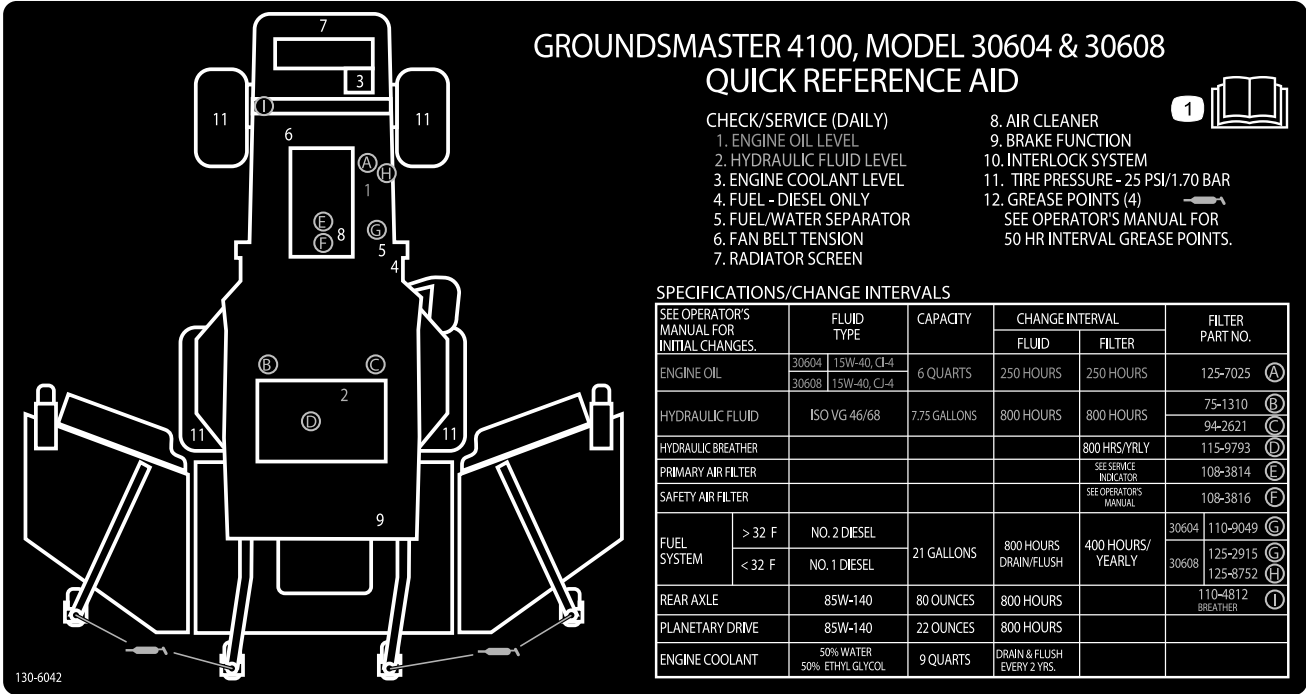 GROUNDSMASTER 4100, MODEL 30604 & 30608
QUICK REFERENCE AID
1
CHECK/SERVICE (DAILY)
1. ENGINE OIL LEVEL
2. HYDRAULIC FLUID LEVEL
3. ENGINE COOLANT LEVEL
4. FUEL - DIESEL ONLY
5. FUEL/WATER SEPARATOR
6. FAN BELT TENSION
7. RADIATOR SCREEN
8. AIR CLEANER
9. BRAKE FUNCTION
10. INTERLOCK SYSTEM
11. TIRE PRESSURE - 25 PSI/1.70 BAR
12. GREASE POINTS (4)
SEE OPERATOR'S MANUAL FOR
50 HR INTERVAL GREASE POINTS.
7
3
11
I
11
6
A
H
1
E
F
8
G
5
4
B
C
2
D
11
11
9
130-6042
SPECIFICATIONS/CHANGE INTERVALS
SEE OPERATOR'S
MANUAL FOR
INITIAL CHANGES.
FLUID
TYPE
CAPACITY
CHANGE INTERVAL
FLUID
FILTER
FILTER
PART NO.
ENGINE OIL
30604 15W-40, CI-4
30608 15W-40, CJ-4
6 QUARTS
250 HOURS
250 HOURS
125-7025 A
HYDRAULIC FLUID
ISO VG 46/68
7.75 GALLONS
800 HOURS
800 HOURS
75-1310 B
94-2621 C
HYDRAULIC BREATHER
800 HRS/YRLY
115-9793 D
PRIMARY AIR FILTER
SEE SERVICE
INDICATOR
108-3814 E
SAFETY AIR FILTER
SEE OPERATOR'S
MANUAL
108-3816 F
FUEL
SYSTEM
> 32 F
NO. 2 DIESEL
< 32 F
NO. 1 DIESEL
21 GALLONS
800 HOURS
DRAIN/FLUSH
400 HOURS/
YEARLY
30604 110-9049 G
30608
125-2915 G
125-8752 H
REAR AXLE
85W-140
80 OUNCES
800 HOURS
110-4812 I
BREATHER
PLANETARY DRIVE
85W-140
22 OUNCES
800 HOURS
ENGINE COOLANT
50% WATER
50% ETHYL GLYCOL
9 QUARTS
DRAIN & FLUSH
EVERY 2 YRS.